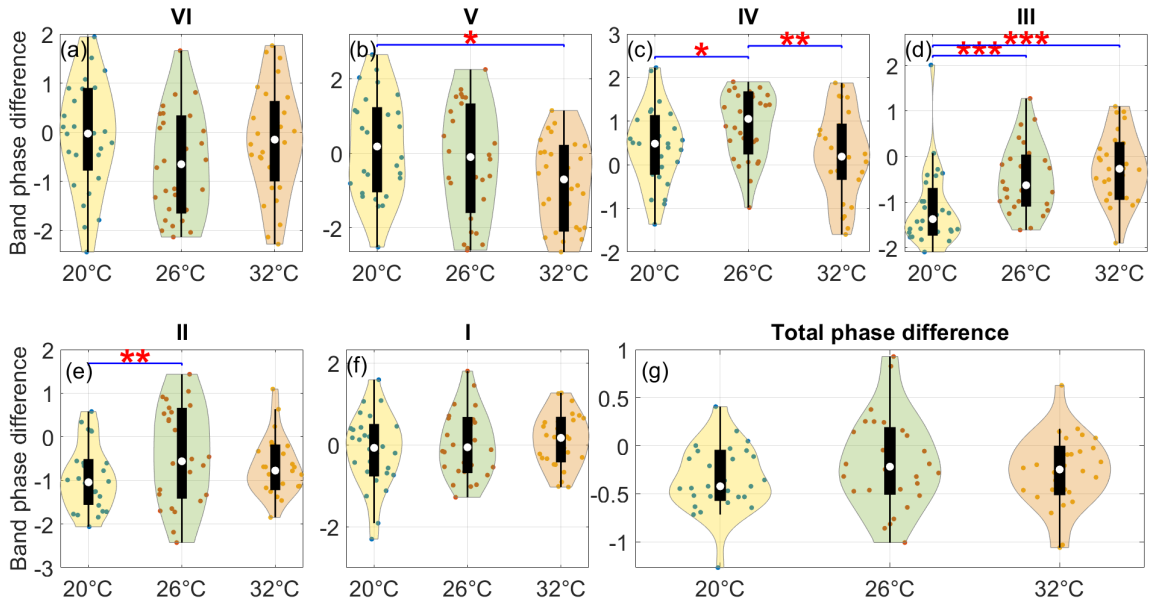 VI
V
IV
III
Band phase difference
(a)
2
1
0
-1
-2
20°C 26°C 32°C
(b)
*
2
0
-2
20°C 26°C 32°C
(c)
*
**
3
2
1
0
-1
-2
20°C 26°C 32°C
(d)
***
***
2
1
0
-1
-2
20°C 26°C 32°C
II
I
Total phase difference
Band phase difference
(e)
**
2
1
0
-1
-2
-3
20°C 26°C 32°C
(f)
2
0
-2
20°C 26°C 32°C
(g)
1
0.5
0
-0.5
-1
20°C 26°C 32°C